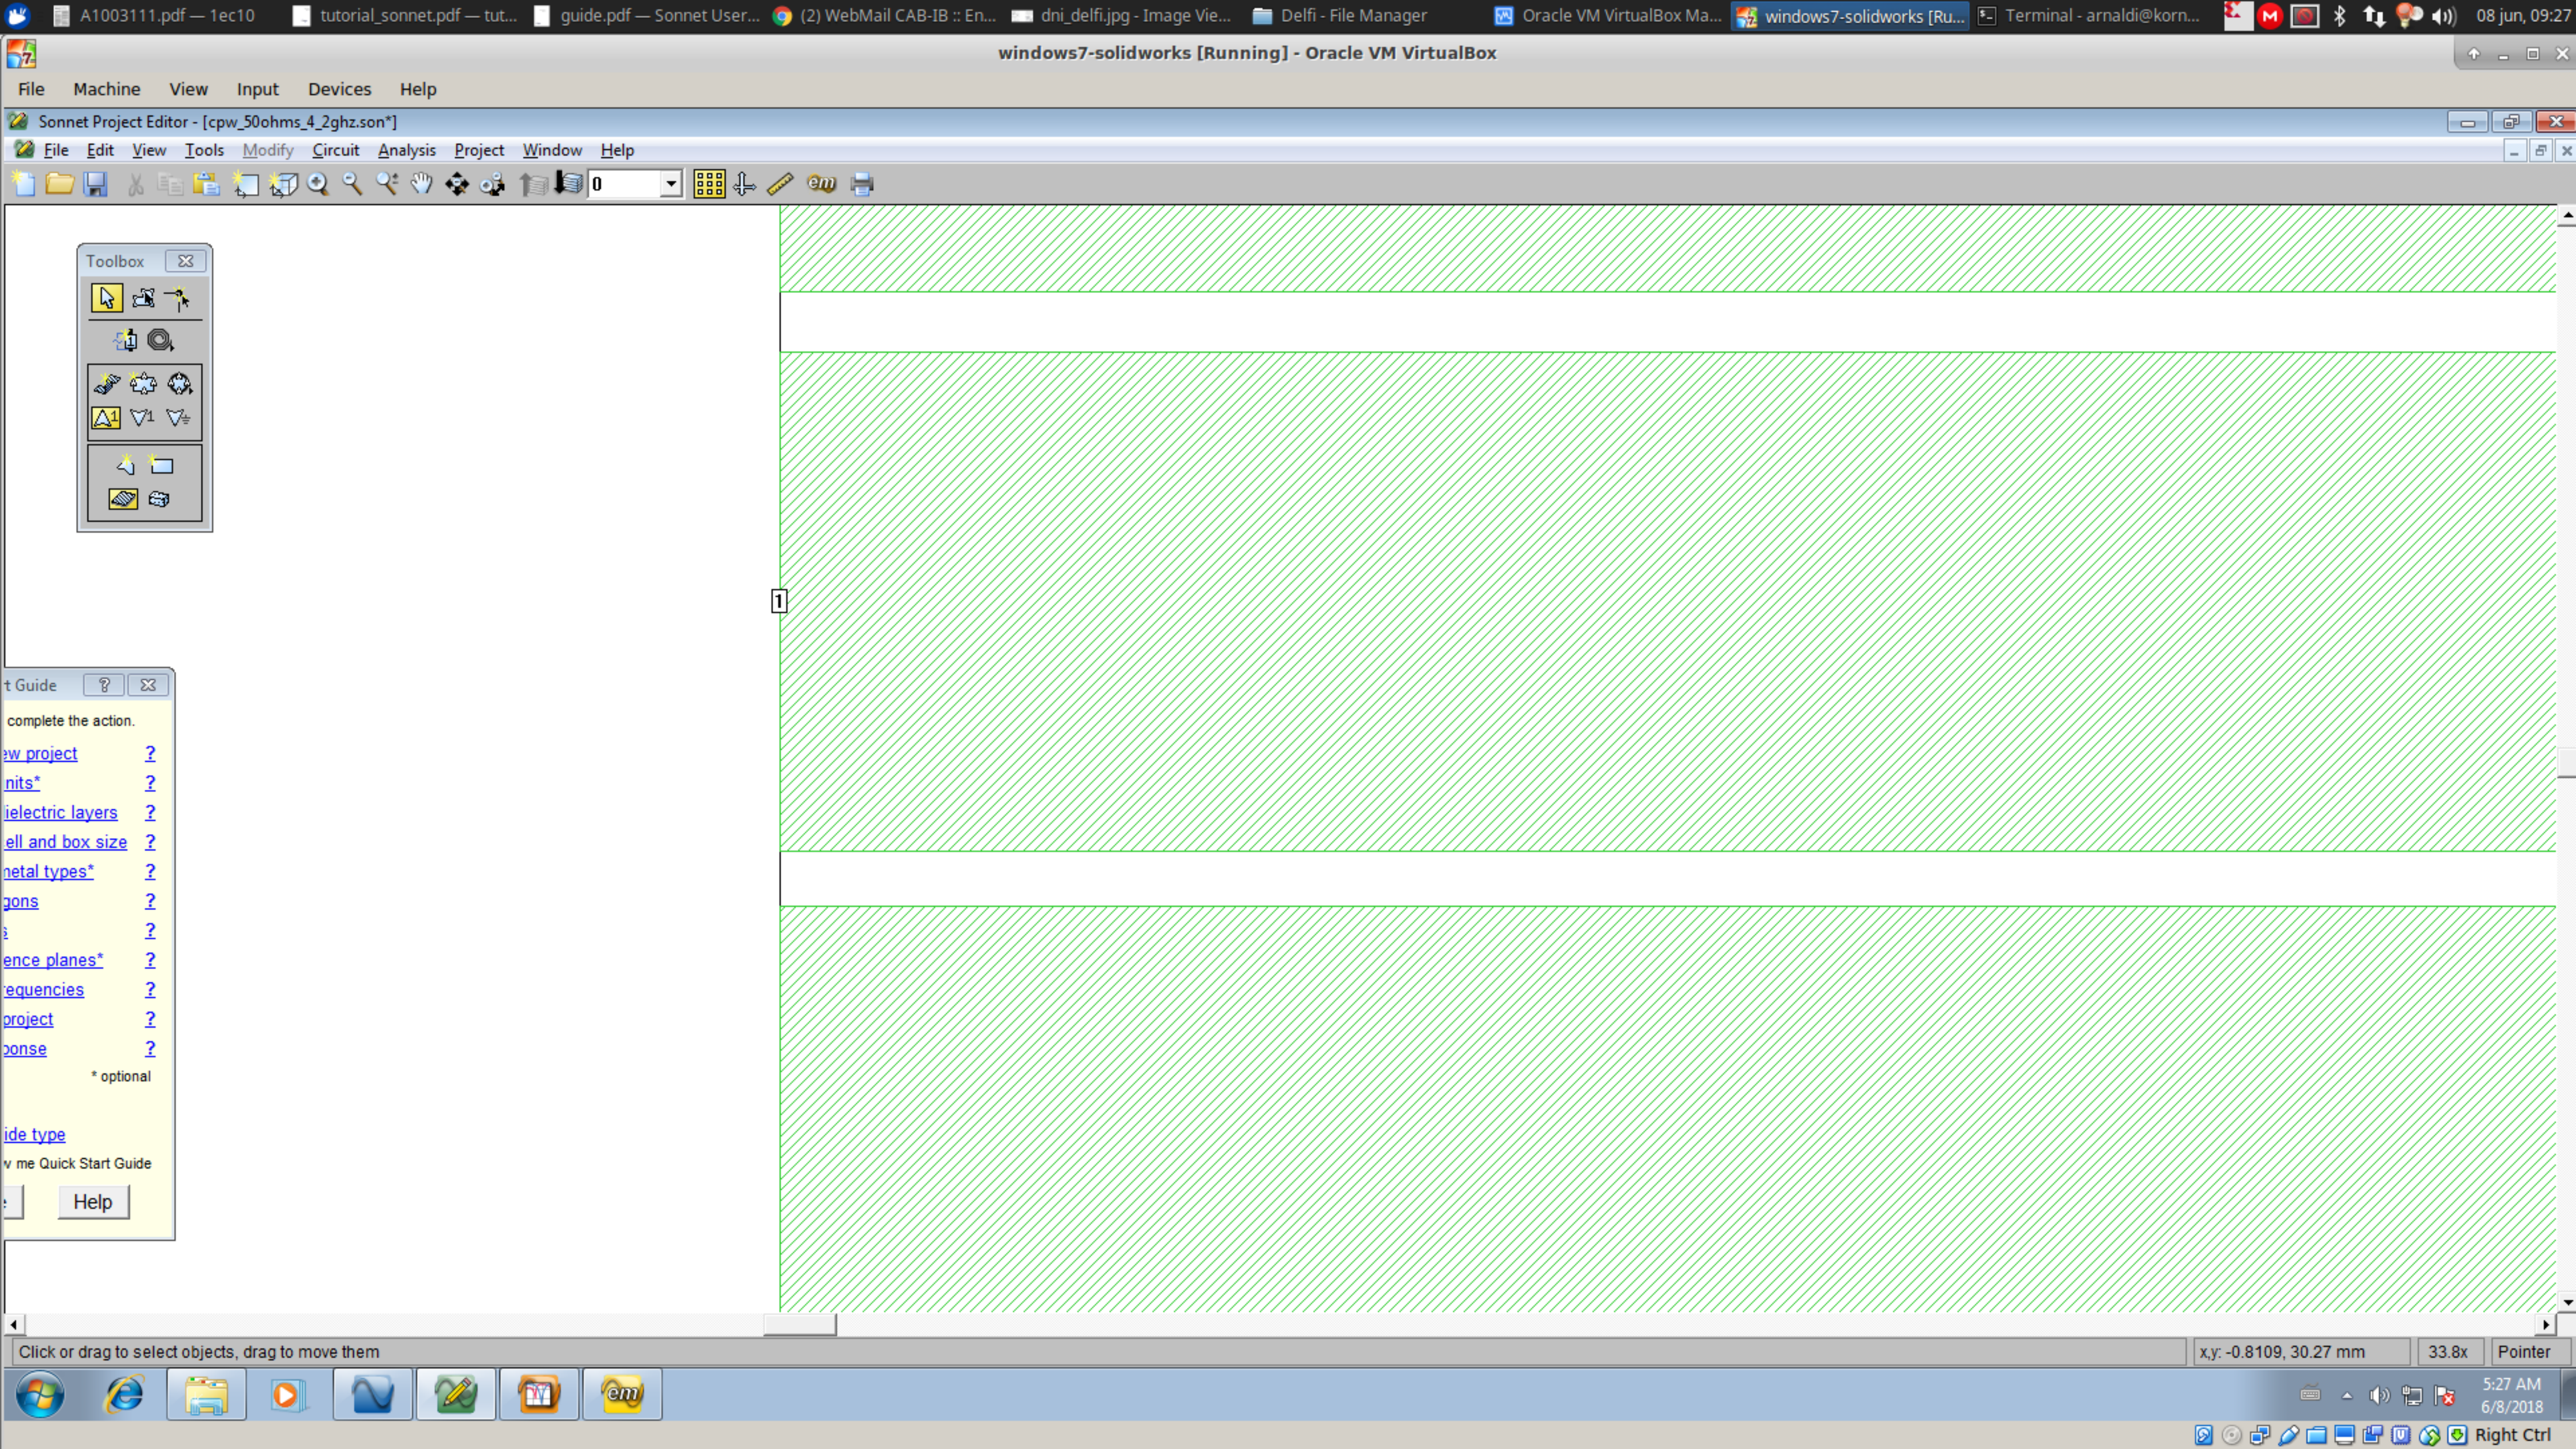 A1003111.pdf — 1ec10
tutorial_sonnet.pdf — tut...
guide.pdf — Sonnet User...
(2) WebMail CAB-IB :: En...
dni_delfi.jpg - Image Vie...
Delfi - File Manager
Oracle VM VirtualBox Ma...
windows7-solidworks [Ru...
Terminal - arnaldi@korn...
08 jun, 09:27
windows7-solidworks [Running] - Oracle VM VirtualBox
File Machine View Input Devices Help
Sonnet Project Editor - [cpw_50ohms_4_2ghz.son*]
File Edit View Tools Modify Circuit Analysis Project Window Help
0
em
Toolbox
1
t Guide ?
complete the action.
ew project ?
nits* ?
ielectric layers ?
ell and box size ?
netal types* ?
gons ?
s ?
ence planes* ?
requencies ?
project ?
ponse ?
* optional
ide type
w me Quick Start Guide
Help
Click or drag to select objects, drag to move them
x,y: -0.8109, 30.27 mm
33.8x
Pointer
em
5:27 AM
6/8/2018
Right Ctrl